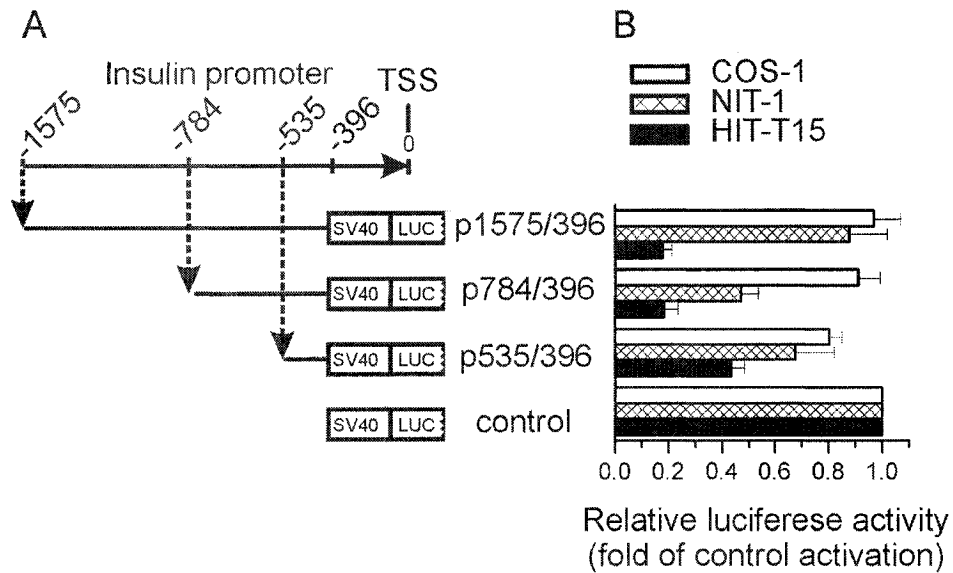 A
Insulin promoter
TSS
-1575
-784
-535
-396
0
SV40 LUC p1575/396
SV40 LUC p784/396
SV40 LUC p535/396
SV40 LUC control
B
COS-1
NIT-1
HIT-T15
0.0 0.2 0.4 0.6 0.8 1.0
Relative luciferese activity
(fold of control activation)